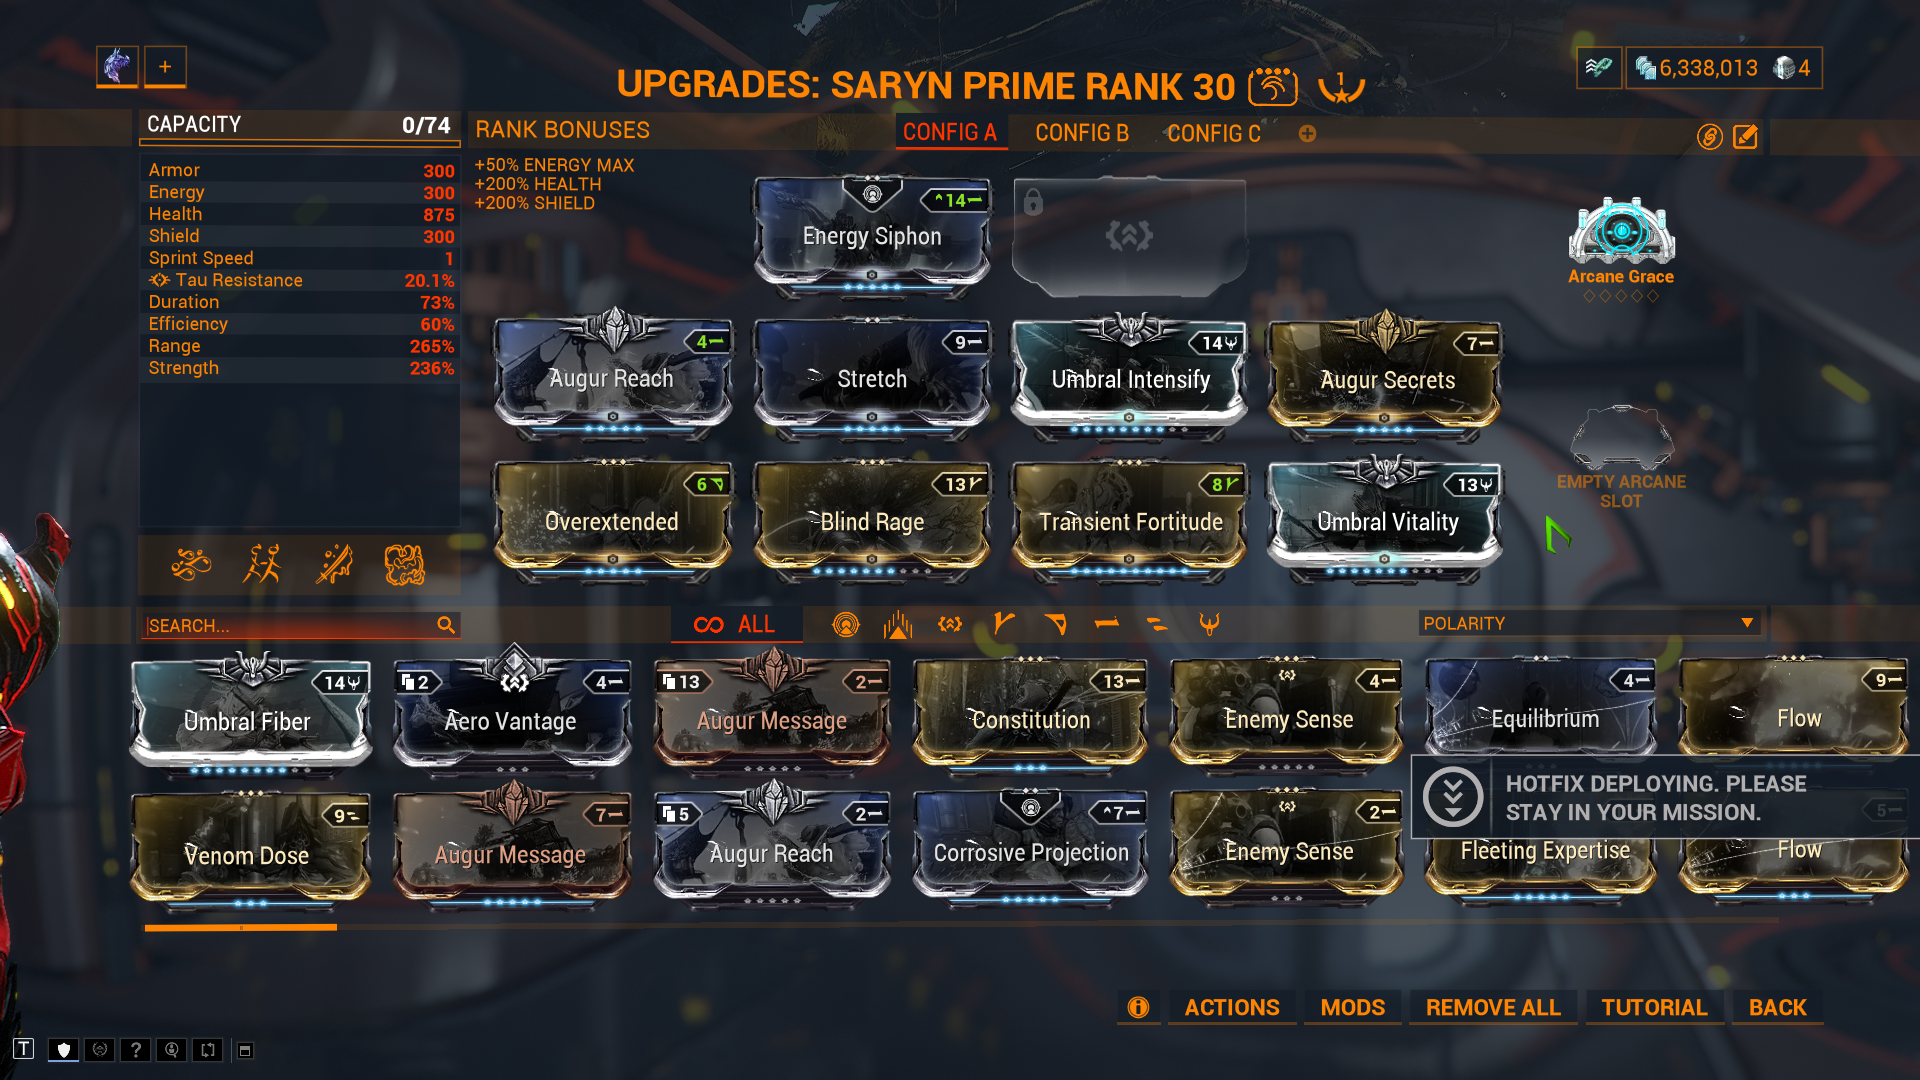 UPGRADES: SARYN PRIME RANK 30
1
6,338,013 4
CAPACITY 0/74
RANK BONUSES
CONFIG A
CONFIG B
CONFIG C
Armor 300
Energy 300
Health 875
Shield 300
Sprint Speed 1
Tau Resistance 20.1%
Duration 73%
Efficiency 60%
Range 265%
Strength 236%
+50% ENERGY MAX
+200% HEALTH
+200% SHIELD
14
Energy Siphon
Arcane Grace
4
Augur Reach
9
Stretch
14
Umbral Intensify
7
Augur Secrets
6
Overextended
13
Blind Rage
8
Transient Fortitude
13
Umbral Vitality
EMPTY ARCANE
SLOT
SEARCH...
ALL
POLARITY
14
Umbral Fiber
2 4
Aero Vantage
13 2
Augur Message
13
Constitution
4
Enemy Sense
4
Equilibrium
9
Flow
9
Venom Dose
7
Augur Message
5 2
Augur Reach
7
Corrosive Projection
2
Enemy Sense
HOTFIX DEPLOYING. PLEASE
STAY IN YOUR MISSION.
Fleeting Expertise
5
Flow
ACTIONS
MODS
REMOVE ALL
TUTORIAL
BACK
T
?